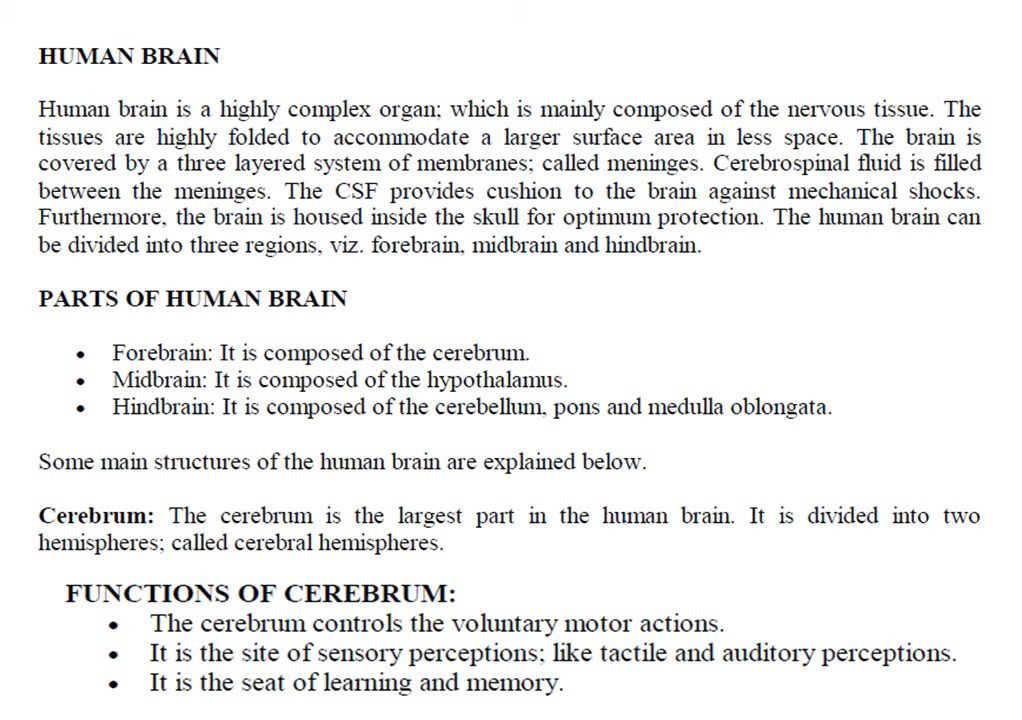 HUMAN BRAIN
Human brain is a highly complex organ; which is mainly composed of the nervous tissue. The
tissues are highly folded to accommodate a larger surface area in less space. The brain is
covered by a three layered system of membranes; called meninges. Cerebrospinal fluid is filled
between the meninges. The CSF provides cushion to the brain against mechanical shocks.
Furthermore, the brain is housed inside the skull for optimum protection. The human brain can
be divided into three regions, viz. forebrain, midbrain and hindbrain.
PARTS OF HUMAN BRAIN
• Forebrain: It is composed of the cerebrum.
• Midbrain: It is composed of the hypothalamus.
• Hindbrain: It is composed of the cerebellum, pons and medulla oblongata.
Some main structures of the human brain are explained below.
Cerebrum: The cerebrum is the largest part in the human brain. It is divided into two
hemispheres; called cerebral hemispheres.
FUNCTIONS OF CEREBRUM:
• The cerebrum controls the voluntary motor actions.
• It is the site of sensory perceptions; like tactile and auditory perceptions.
• It is the seat of learning and memory.